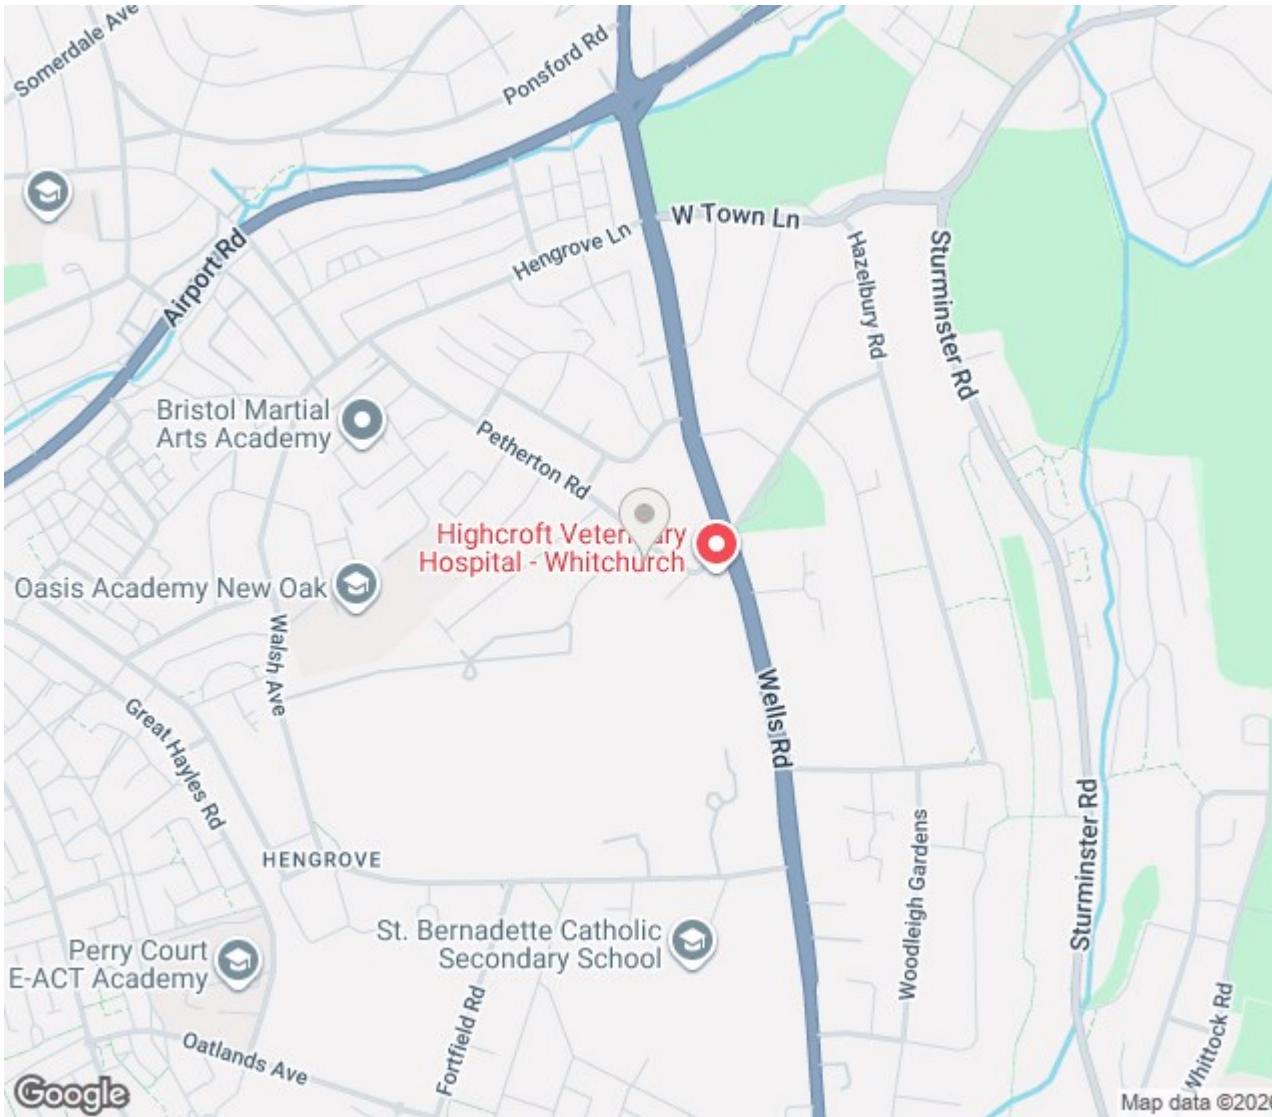 Somerdale Ave
Ponsford Rd
W Town Ln
Hengrove Ln
Airport Rd
Hazelbury Rd
Sturminster Rd
Bristol Martial
Arts Academy
Petherton Rd
Highcroft Veterinary
Hospital - Whitchurch
Oasis Academy New Oak
Walsh Ave
Great Hayles Rd
Wells Rd
HENGROVE
Woodleigh Gardens
Sturminster Rd
St. Bernadette Catholic
Secondary School
Perry Court
E-ACT Academy
Fortfield Rd
Oatlands Ave
Whittock Rd
Google
Map data ©2026